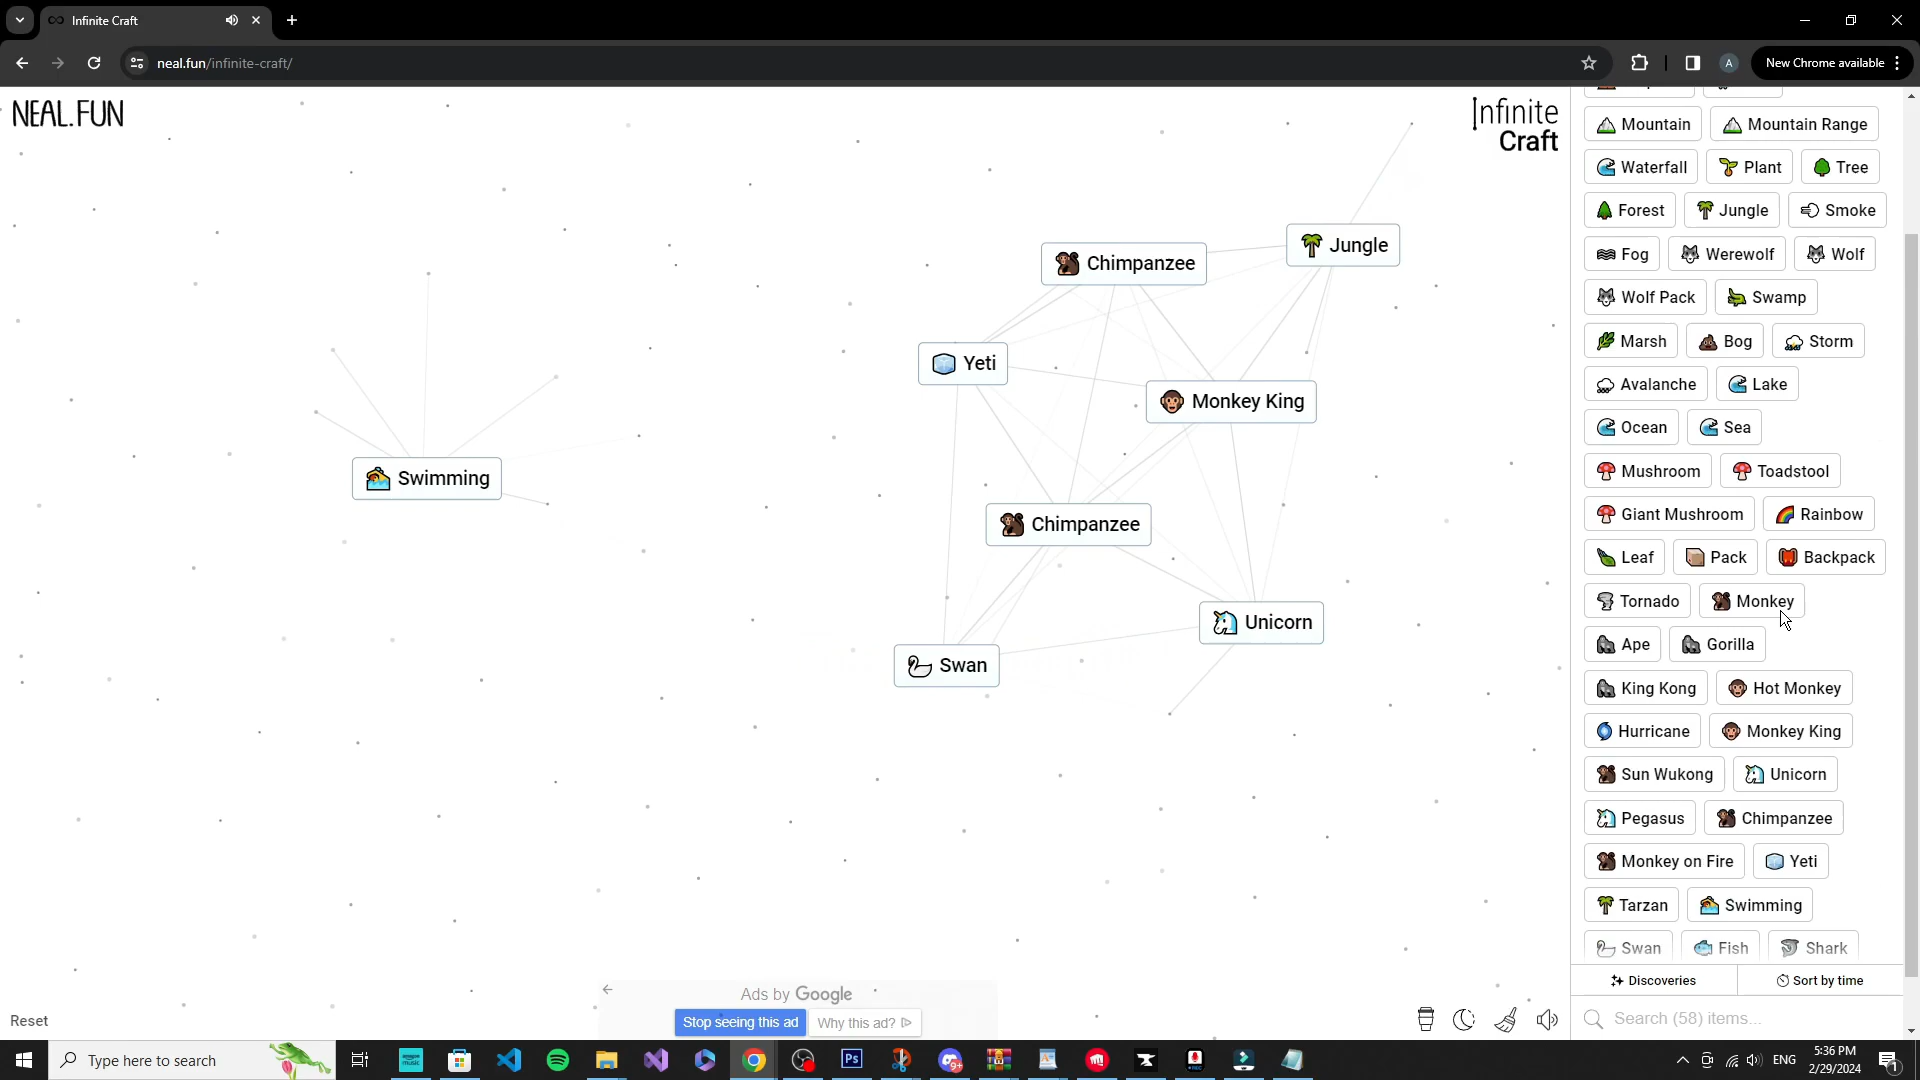 Infinite Craft
neal.fun/infinite-craft/
A
New Chrome available
NEAL.FUN
Infinite
Craft
Chimpanzee
Jungle
Yeti
Monkey King
Swimming
Chimpanzee
Unicorn
Swan
Mountain
Mountain Range
Waterfall
Plant
Tree
Forest
Jungle
Smoke
Fog
Werewolf
Wolf
Wolf Pack
Swamp
Marsh
Bog
Storm
Avalanche
Lake
Ocean
Sea
Mushroom
Toadstool
Giant Mushroom
Rainbow
Leaf
Pack
Backpack
Tornado
Monkey
Ape
Gorilla
King Kong
Hot Monkey
Hurricane
Monkey King
Sun Wukong
Unicorn
Pegasus
Chimpanzee
Monkey on Fire
Yeti
Tarzan
Swimming
Swan
Fish
Shark
Discoveries
Sort by time
Search (58) items...
Ads by Google
Stop seeing this ad
Why this ad?
Reset
Type here to search
ENG
5:36 PM
2/29/2024